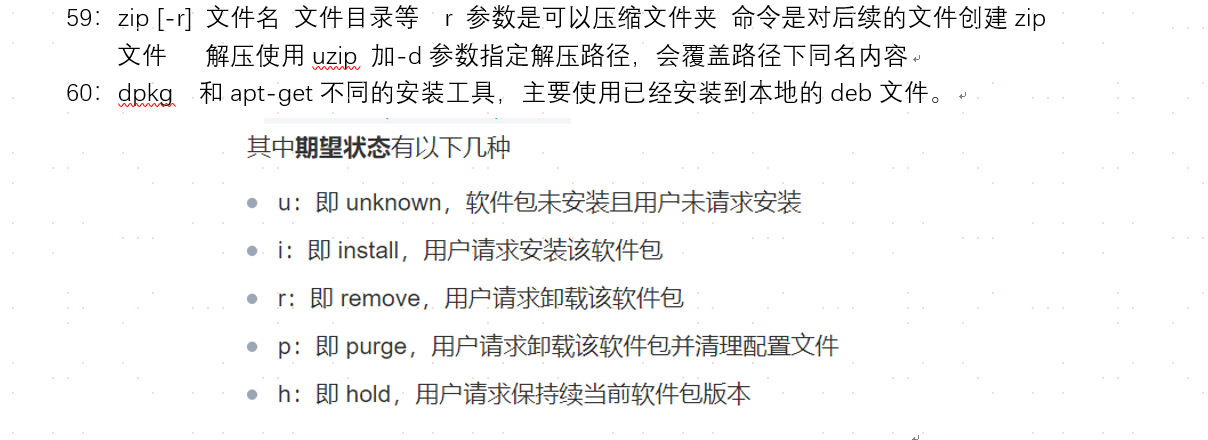 59：zip [-r] 文件名 文件目录等 r 参数是可以压缩文件夹 命令是对后续的文件创建 zip
文件 解压使用 uzip 加-d 参数指定解压路径，会覆盖路径下同名内容
60：dpkg 和 apt-get 不同的安装工具，主要使用已经安装到本地的 deb 文件。
其中期望状态有以下几种
u：即 unknown，软件包未安装且用户未请求安装
i：即 install，用户请求安装该软件包
r：即 remove，用户请求卸载该软件包
p：即 purge，用户请求卸载该软件包并清理配置文件
h：即 hold，用户请求保持续当前软件包版本